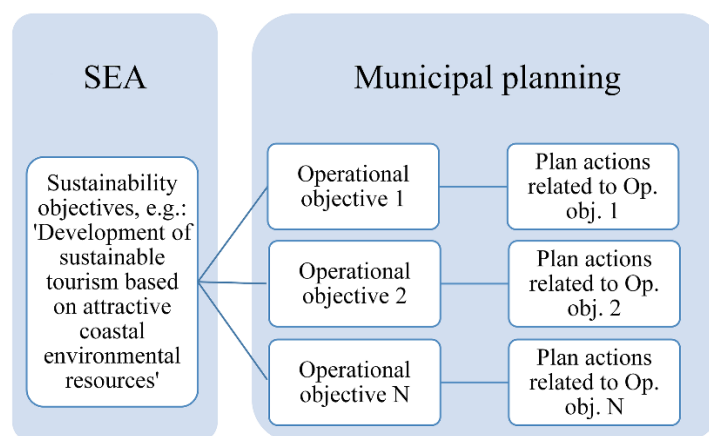 SEA
Municipal planning
Sustainability
objectives, e.g.:
'Development of
sustainable
tourism based
on attractive
coastal
environmental
resources'
Operational
objective 1
Plan actions
related to Op.
obj. 1
Operational
objective 2
Plan actions
related to Op.
obj. 2
Operational
objective N
Plan actions
related to Op.
obj. N